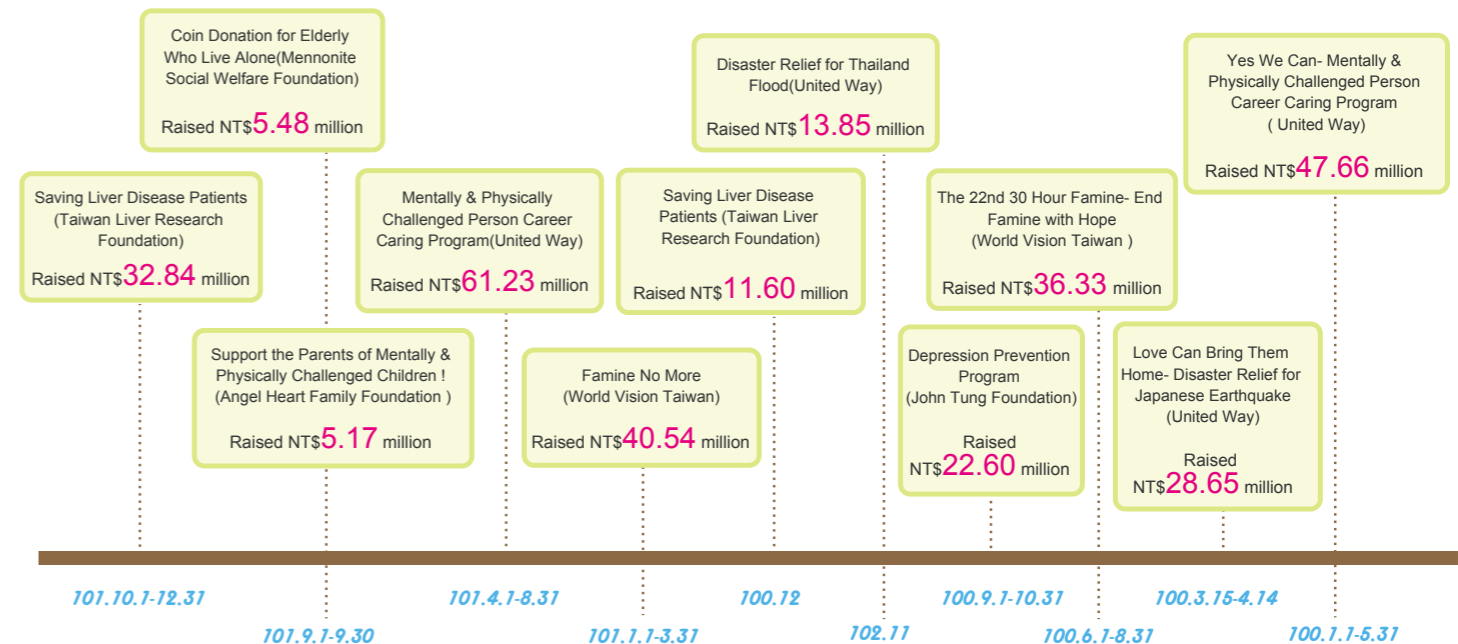 Coin Donation for Elderly
Who Live Alone(Mennonite
Social Welfare Foundation)
Raised NT$5.48 million
Disaster Relief for Thailand
Flood(United Way)
Raised NT$13.85 million
Yes We Can- Mentally &
Physically Challenged Person
Career Caring Program
( United Way)
Raised NT$47.66 million
Saving Liver Disease Patients
(Taiwan Liver Research
Foundation)
Raised NT$32.84 million
Mentally & Physically
Challenged Person Career
Caring Program(United Way)
Raised NT$61.23 million
Saving Liver Disease
Patients (Taiwan Liver
Research Foundation)
Raised NT$11.60 million
The 22nd 30 Hour Famine- End
Famine with Hope
(World Vision Taiwan )
Raised NT$36.33 million
Support the Parents of Mentally &
Physically Challenged Children !
(Angel Heart Family Foundation )
Raised NT$5.17 million
Famine No More
(World Vision Taiwan)
Raised NT$40.54 million
Depression Prevention
Program
(John Tung Foundation)
Raised
NT$22.60 million
Love Can Bring Them
Home- Disaster Relief for
Japanese Earthquake
(United Way)
Raised
NT$28.65 million
101.10.1-12.31
101.9.1-9.30
101.4.1-8.31
101.1.1-3.31
100.12
102.11
100.9.1-10.31
100.6.1-8.31
100.3.15-4.14
100.1.1-5.31